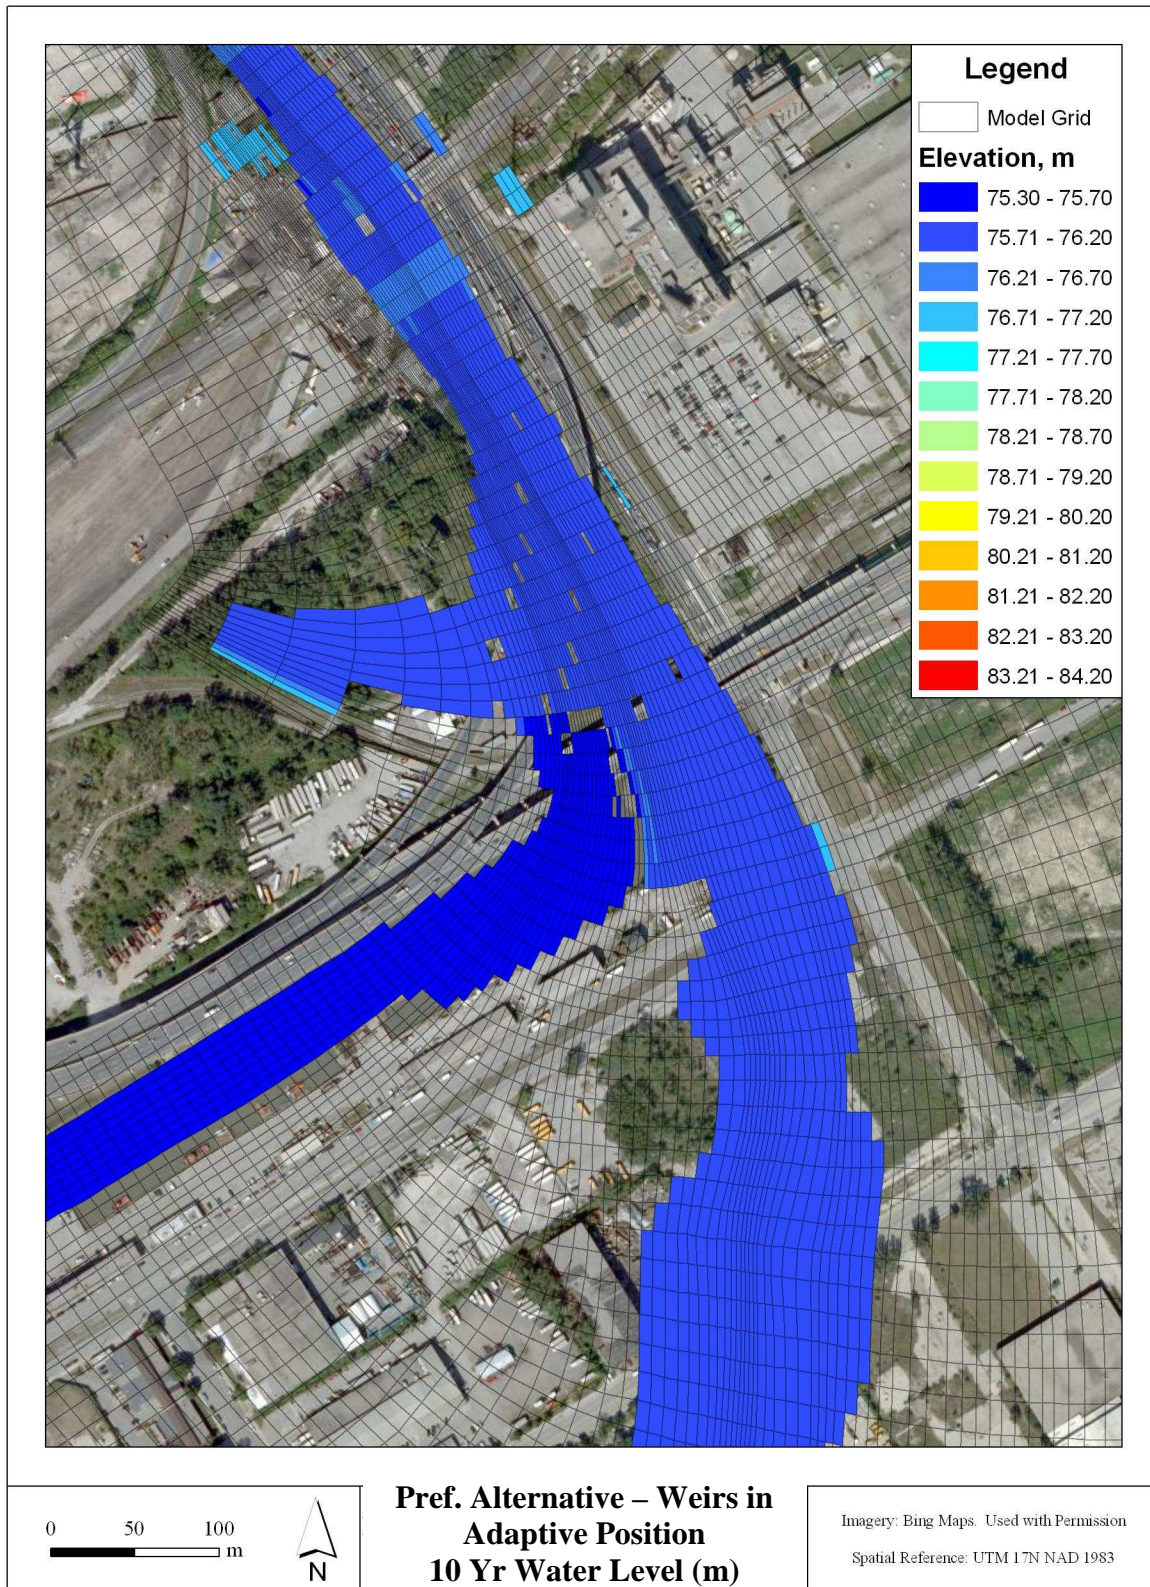 Legend
Model Grid
Elevation, m
75.30 - 75.70
75.71 - 76.20
76.21 - 76.70
76.71 - 77.20
77.21 - 77.70
77.71 - 78.20
78.21 - 78.70
78.71 - 79.20
79.21 - 80.20
80.21 - 81.20
81.21 - 82.20
82.21 - 83.20
83.21 - 84.20
0 50 100
m
N
Pref. Alternative – Weirs in
Adaptive Position
10 Yr Water Level (m)
Imagery: Bing Maps. Used with Permission
Spatial Reference: UTM 17N NAD 1983